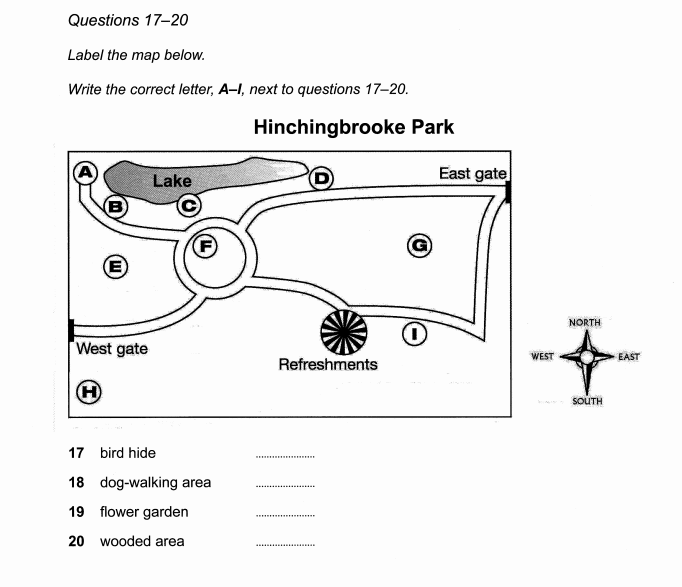 Questions 17–20
Label the map below.
Write the correct letter, A–I, next to questions 17–20.
Hinchingbrooke Park
A
Lake
D
East gate
B
C
F
G
E
I
West gate
Refreshments
H
NORTH
WEST
EAST
SOUTH
17 bird hide .....................
18 dog-walking area .....................
19 flower garden .....................
20 wooded area .....................